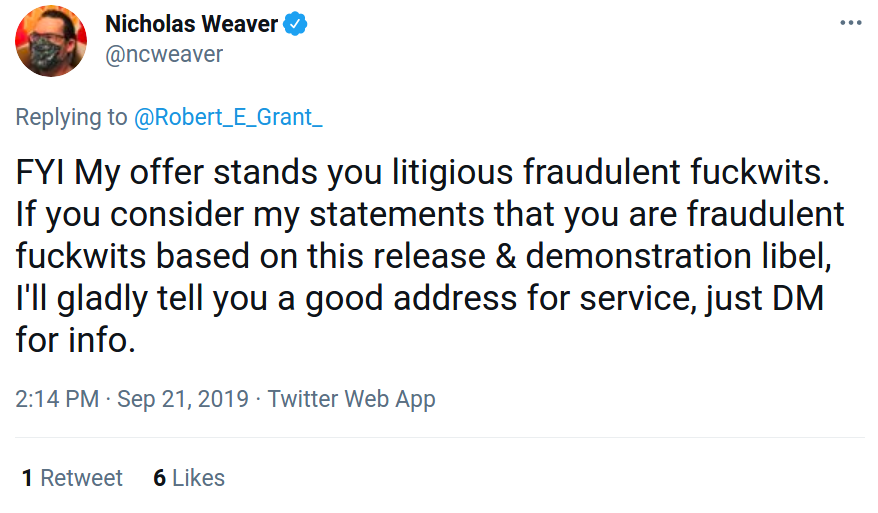 Nicholas Weaver
@ncweaver
Replying to @Robert_E_Grant_
FYI My offer stands you litigious fraudulent fuckwits.
If you consider my statements that you are fraudulent
fuckwits based on this release & demonstration libel,
I'll gladly tell you a good address for service, just DM
for info.
2:14 PM · Sep 21, 2019 · Twitter Web App
1 Retweet 6 Likes